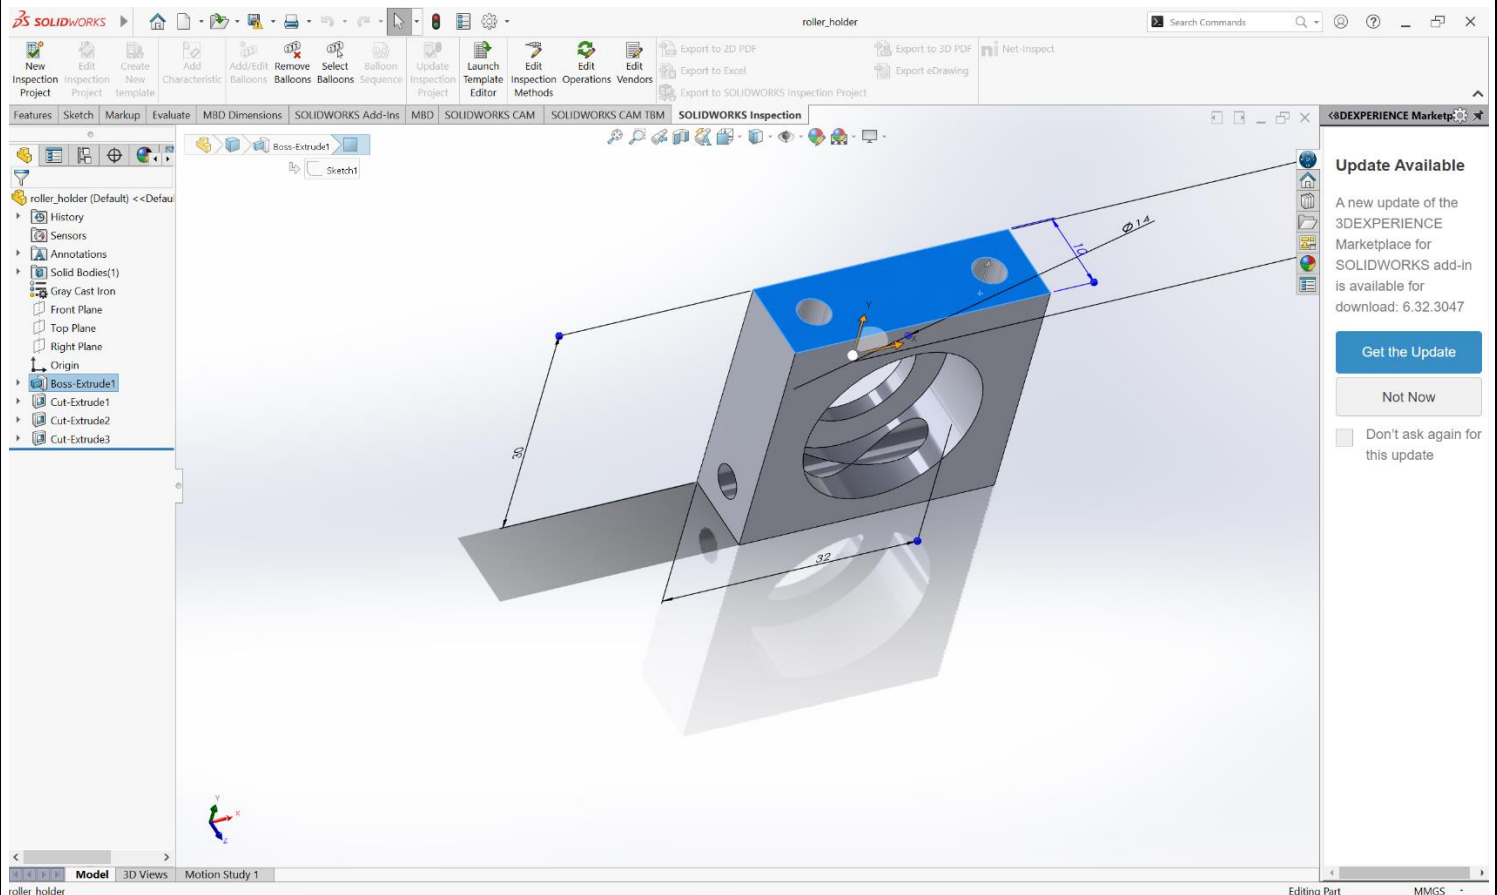 SOLIDWORKS
roller_holder
Search Commands
New Inspection Project
Edit Inspection Project
Create New template
Add Characteristic
Add/Edit Balloons
Remove Balloons
Select Balloons
Balloon Sequence
Update Inspection Project
Launch Template Editor
Edit Inspection Methods
Edit Operations
Edit Vendors
Export to 2D PDF
Export to Excel
Export to SOLIDWORKS Inspection Project
Export to 3D PDF
Export eDrawing
Net-Inspect
Features
Sketch
Markup
Evaluate
MBD Dimensions
SOLIDWORKS Add-Ins
MBD
SOLIDWORKS CAM
SOLIDWORKS CAM TBM
SOLIDWORKS Inspection
3DEXPERIENCE Marketp
Boss-Extrude1
Sketch1
roller_holder (Default) <<Defau
History
Sensors
Annotations
Solid Bodies(1)
Gray Cast Iron
Front Plane
Top Plane
Right Plane
Origin
Boss-Extrude1
Cut-Extrude1
Cut-Extrude2
Cut-Extrude3
Ø14
10
30
32
Y
X
Y
X
Z
Update Available
A new update of the
3DEXPERIENCE
Marketplace for
SOLIDWORKS add-in
is available for
download: 6.32.3047
Get the Update
Not Now
Don't ask again for
this update
Model
3D Views
Motion Study 1
roller_holder
Editing Part
MMGS